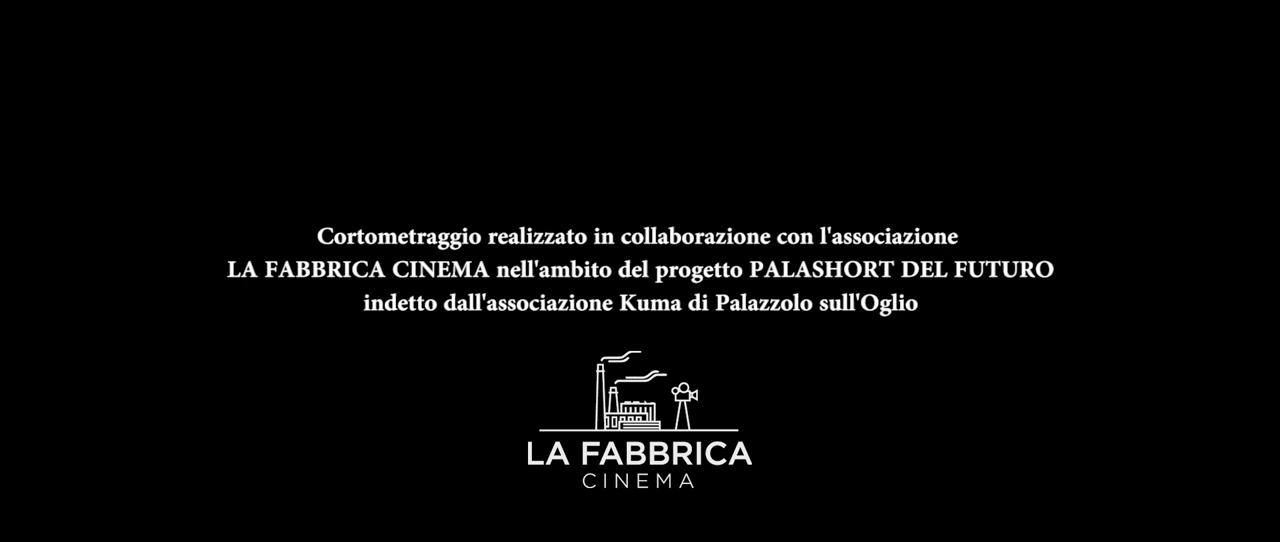 Cortometraggio realizzato in collaborazione con l'associazione
LA FABBRICA CINEMA nell'ambito del progetto PALASHORT DEL FUTURO
indetto dall'associazione Kuma di Palazzolo sull'Oglio
LA FABBRICA
CINEMA